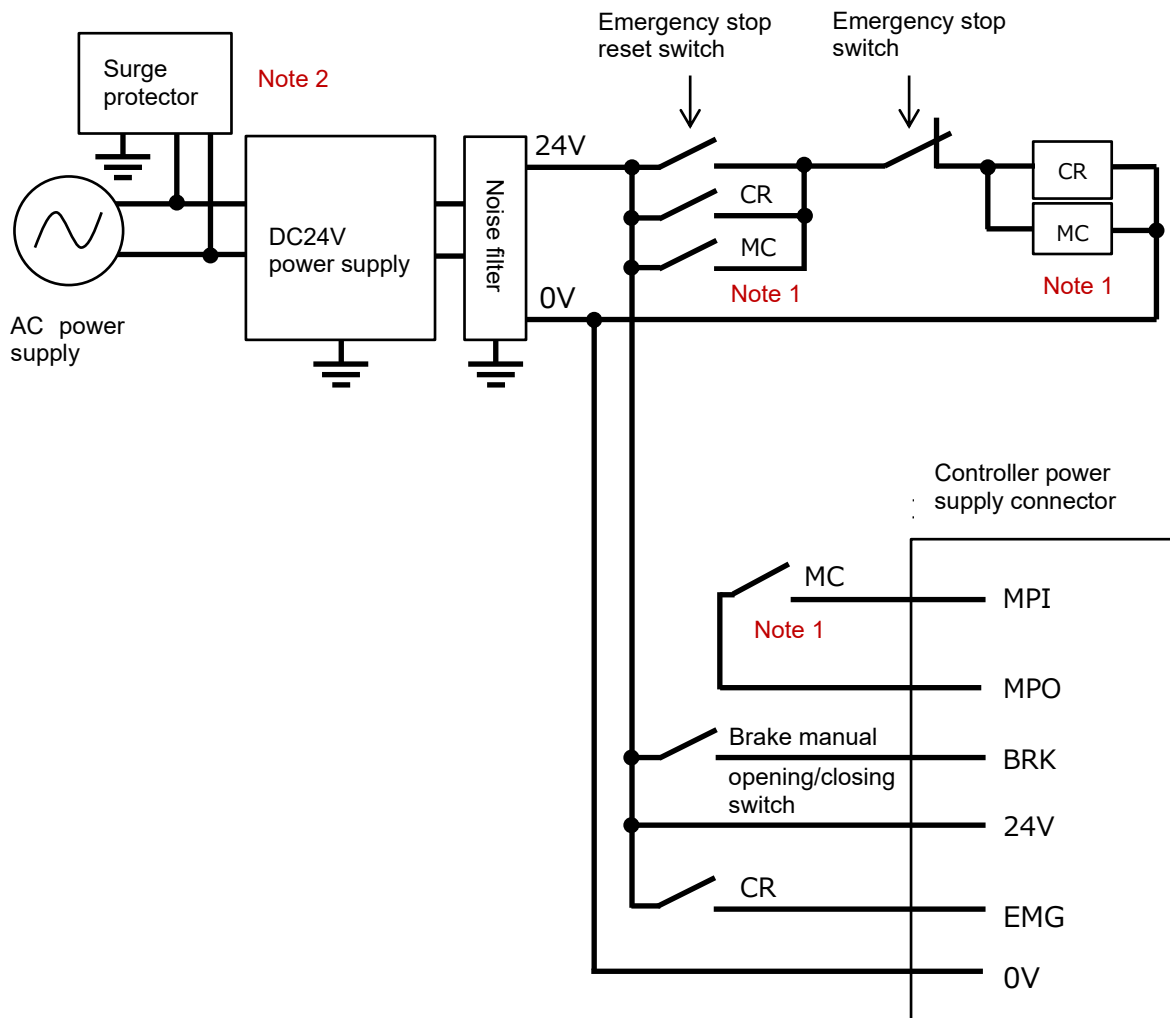 Emergency stop
reset switch
Emergency stop
switch
Surge
protector
Note 2
24V
CR
CR
MC
MC
Note 1
Note 1
Noise filter
DC24V
power supply
0V
AC power
supply
Controller power
supply connector
MC
MPI
Note 1
MPO
Brake manual
opening/closing
switch
BRK
24V
CR
EMG
0V